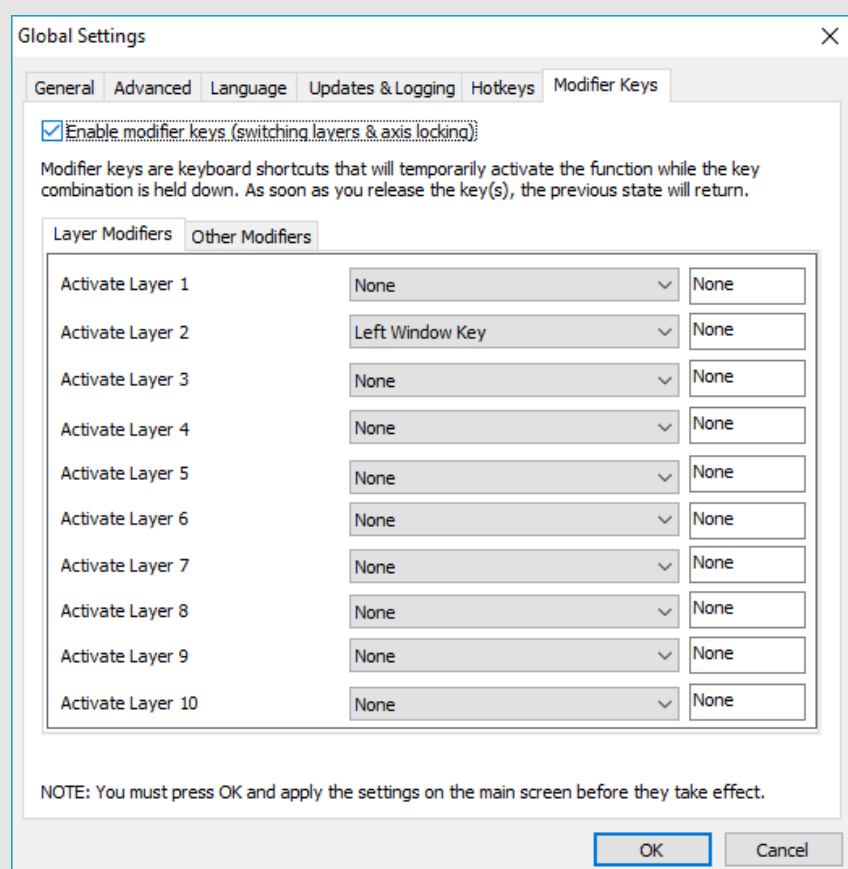 Global Settings
General Advanced Language Updates & Logging Hotkeys Modifier Keys
Enable modifier keys (switching layers & axis locking)
Modifier keys are keyboard shortcuts that will temporarily activate the function while the key
combination is held down. As soon as you release the key(s), the previous state will return.
Layer Modifiers Other Modifiers
Activate Layer 1 None None
Activate Layer 2 Left Window Key None
Activate Layer 3 None None
Activate Layer 4 None None
Activate Layer 5 None None
Activate Layer 6 None None
Activate Layer 7 None None
Activate Layer 8 None None
Activate Layer 9 None None
Activate Layer 10 None None
NOTE: You must press OK and apply the settings on the main screen before they take effect.
OK Cancel